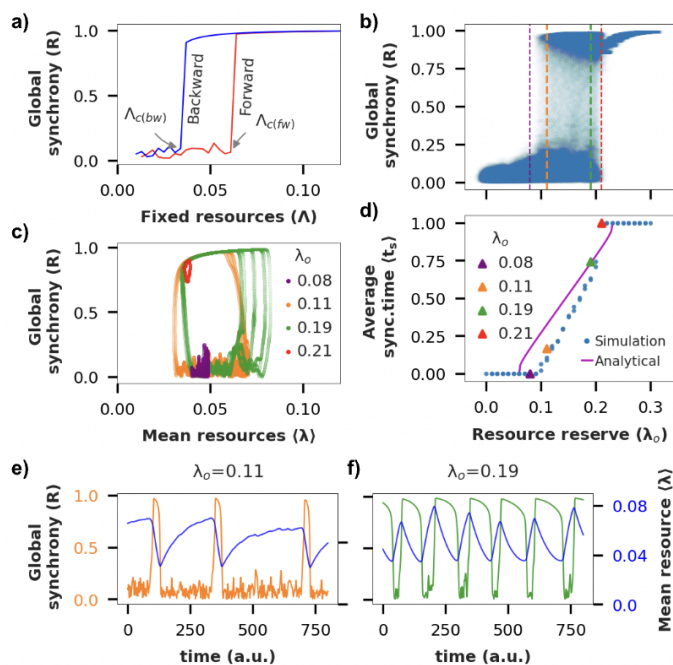 a)
Global
synchrony (R)
1.0
0.5
0.0
Λc(bw)
Backward
Forward
Λc(fw)
0.00
0.05
0.10
Fixed resources (Λ)
b)
Global
synchrony (R)
1.00
0.75
0.50
0.25
0.00
c)
Global
synchrony (R)
1.0
0.5
0.0
λo
0.08
0.11
0.19
0.21
0.00
0.05
0.10
Mean resources ⟨λ⟩
d)
Average
sync.time ⟨ts⟩
1.00
0.75
0.50
0.25
0.00
λo
0.08
0.11
0.19
0.21
Simulation
Analytical
0.0
0.1
0.2
0.3
Resource reserve (λo)
e)
λo=0.11
Global
synchrony (R)
1.0
0.5
0.0
0
250
500
750
time (a.u.)
f)
λo=0.19
0.08
0.04
0.0
Mean resource ⟨λ⟩
0
250
500
750
time (a.u.)